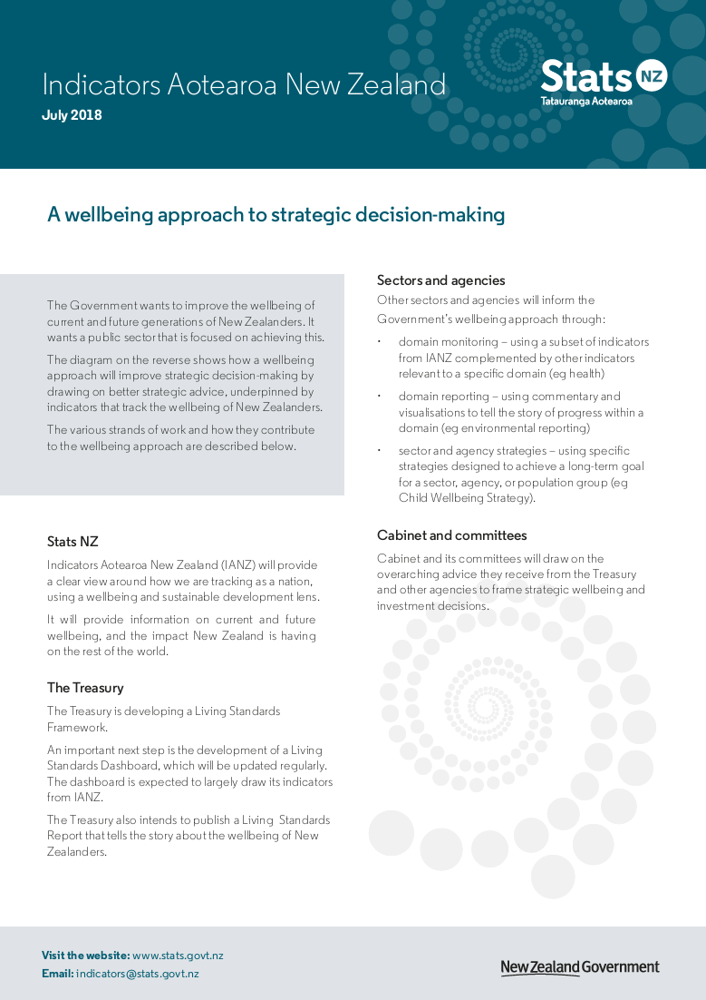 Indicators Aotearoa New Zealand
July 2018
Stats NZ
Tatauranga Aotearoa
A wellbeing approach to strategic decision-making
The Government wants to improve the wellbeing of
current and future generations of New Zealanders. It
wants a public sector that is focused on achieving this.
The diagram on the reverse shows how a wellbeing
approach will improve strategic decision-making by
drawing on better strategic advice, underpinned by
indicators that track the wellbeing of New Zealanders.
The various strands of work and how they contribute
to the wellbeing approach are described below.
Stats NZ
Indicators Aotearoa New Zealand (IANZ) will provide
a clear view around how we are tracking as a nation,
using a wellbeing and sustainable development lens.
It will provide information on current and future
wellbeing, and the impact New Zealand is having
on the rest of the world.
The Treasury
The Treasury is developing a Living Standards
Framework.
An important next step is the development of a Living
Standards Dashboard, which will be updated regularly.
The dashboard is expected to largely draw its indicators
from IANZ.
The Treasury also intends to publish a Living Standards
Report that tells the story about the wellbeing of New
Zealanders.
Sectors and agencies
Other sectors and agencies will inform the
Government's wellbeing approach through:
• domain monitoring – using a subset of indicators
from IANZ complemented by other indicators
relevant to a specific domain (eg health)
• domain reporting – using commentary and
visualisations to tell the story of progress within a
domain (eg environmental reporting)
• sector and agency strategies – using specific
strategies designed to achieve a long-term goal
for a sector, agency, or population group (eg
Child Wellbeing Strategy).
Cabinet and committees
Cabinet and its committees will draw on the
overarching advice they receive from the Treasury
and other agencies to frame strategic wellbeing and
investment decisions.
Visit the website: www.stats.govt.nz
Email: indicators@stats.govt.nz
New Zealand Government